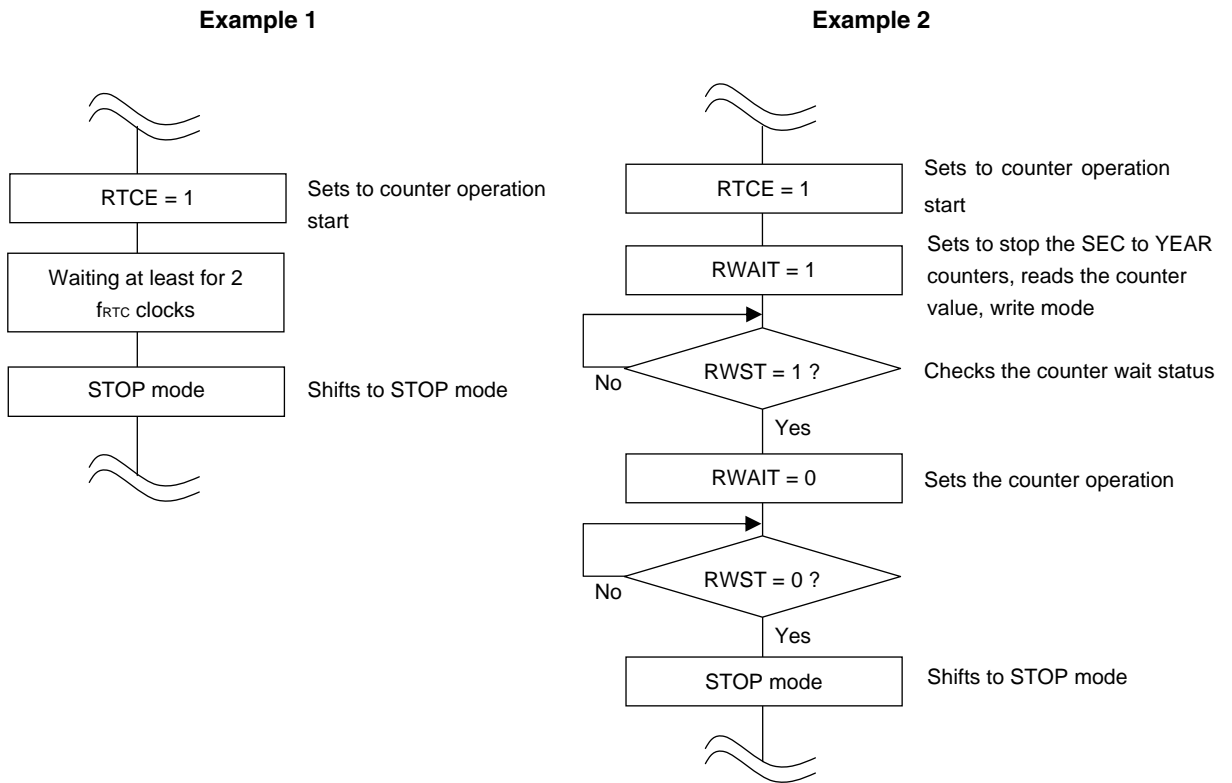 Example 1
RTCE = 1
Sets to counter operation
start
Waiting at least for 2
fRTC clocks
STOP mode
Shifts to STOP mode
Example 2
RTCE = 1
Sets to counter operation
start
RWAIT = 1
Sets to stop the SEC to YEAR
counters, reads the counter
value, write mode
RWST = 1 ?
No
Checks the counter wait status
Yes
RWAIT = 0
Sets the counter operation
RWST = 0 ?
No
Yes
STOP mode
Shifts to STOP mode